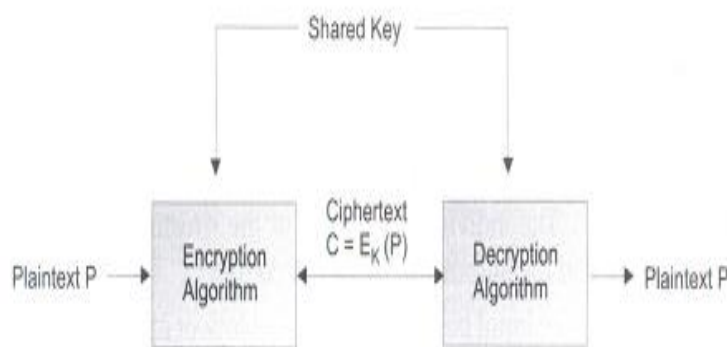 Shared Key
Ciphertext
C = E_K (P)
Plaintext P
Encryption
Algorithm
Decryption
Algorithm
Plaintext P